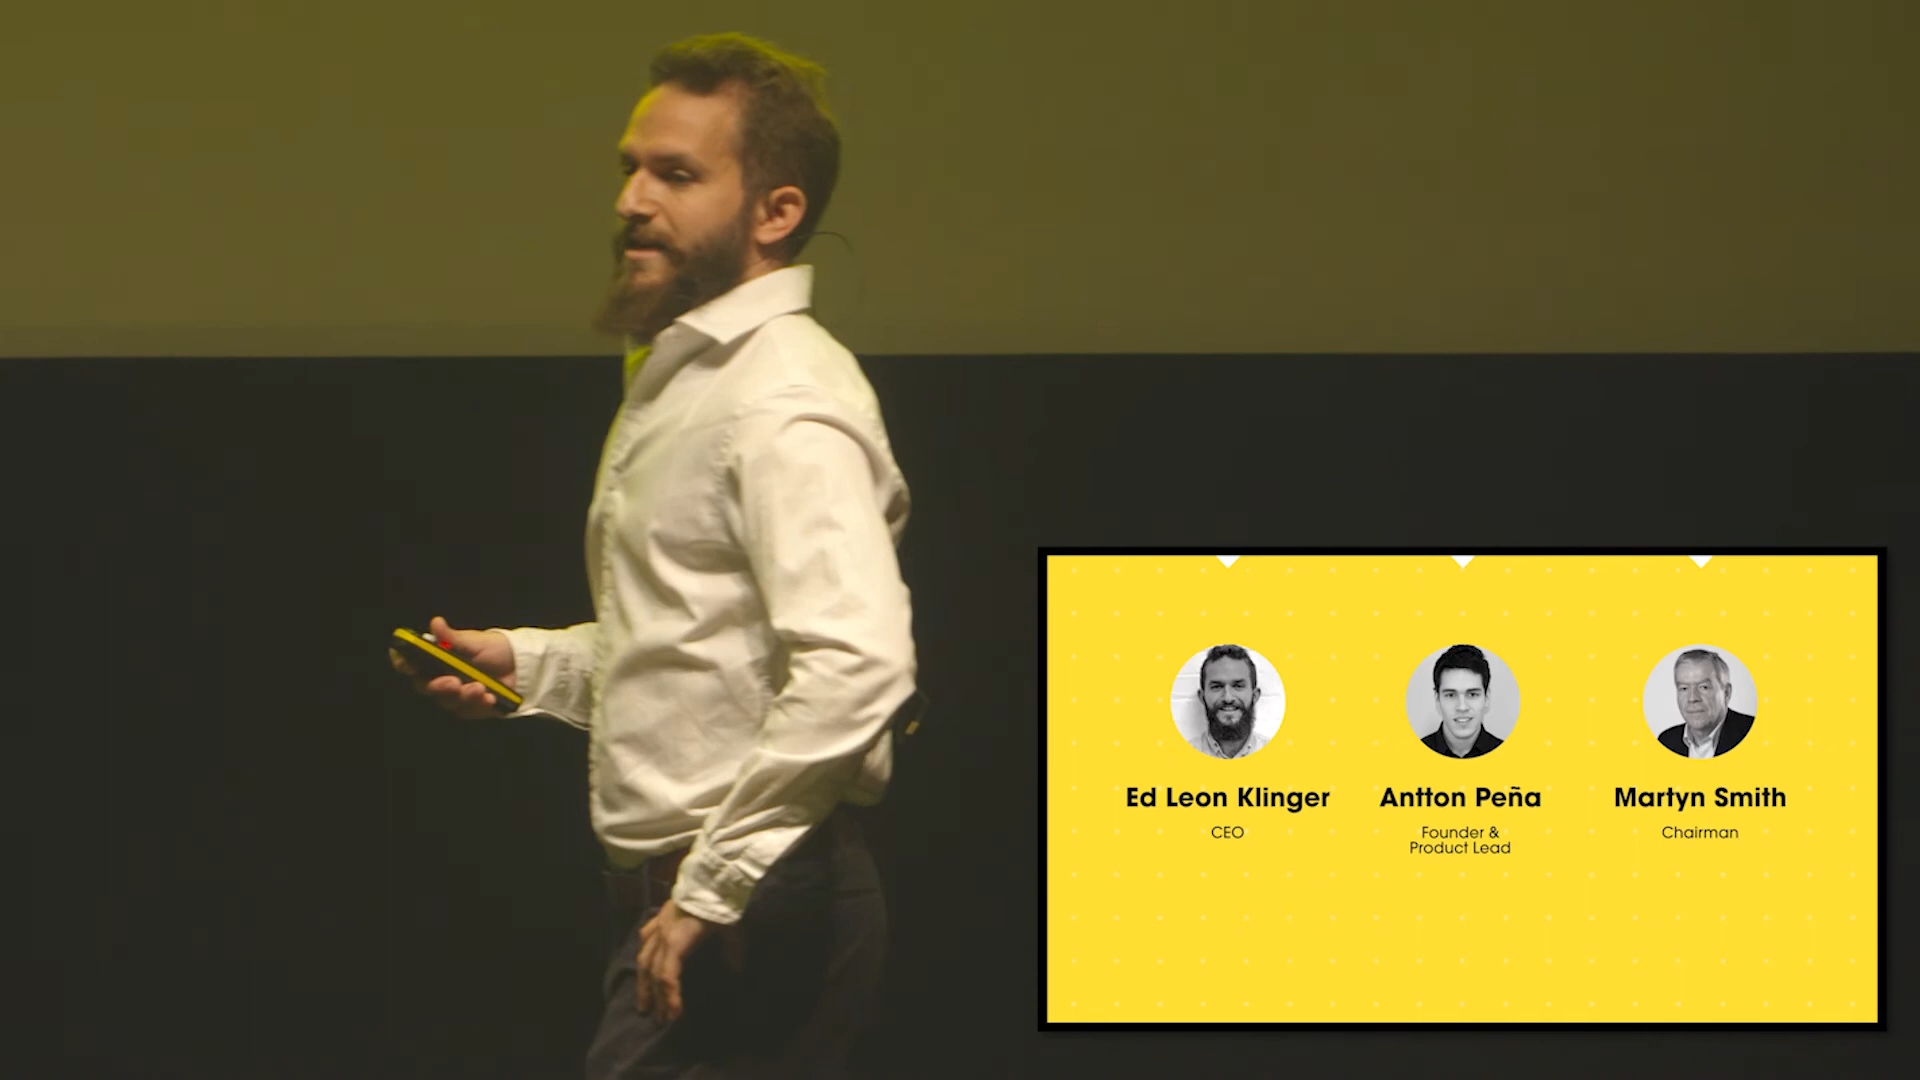 Ed Leon Klinger
CEO
Antton Peña
Founder &
Product Lead
Martyn Smith
Chairman